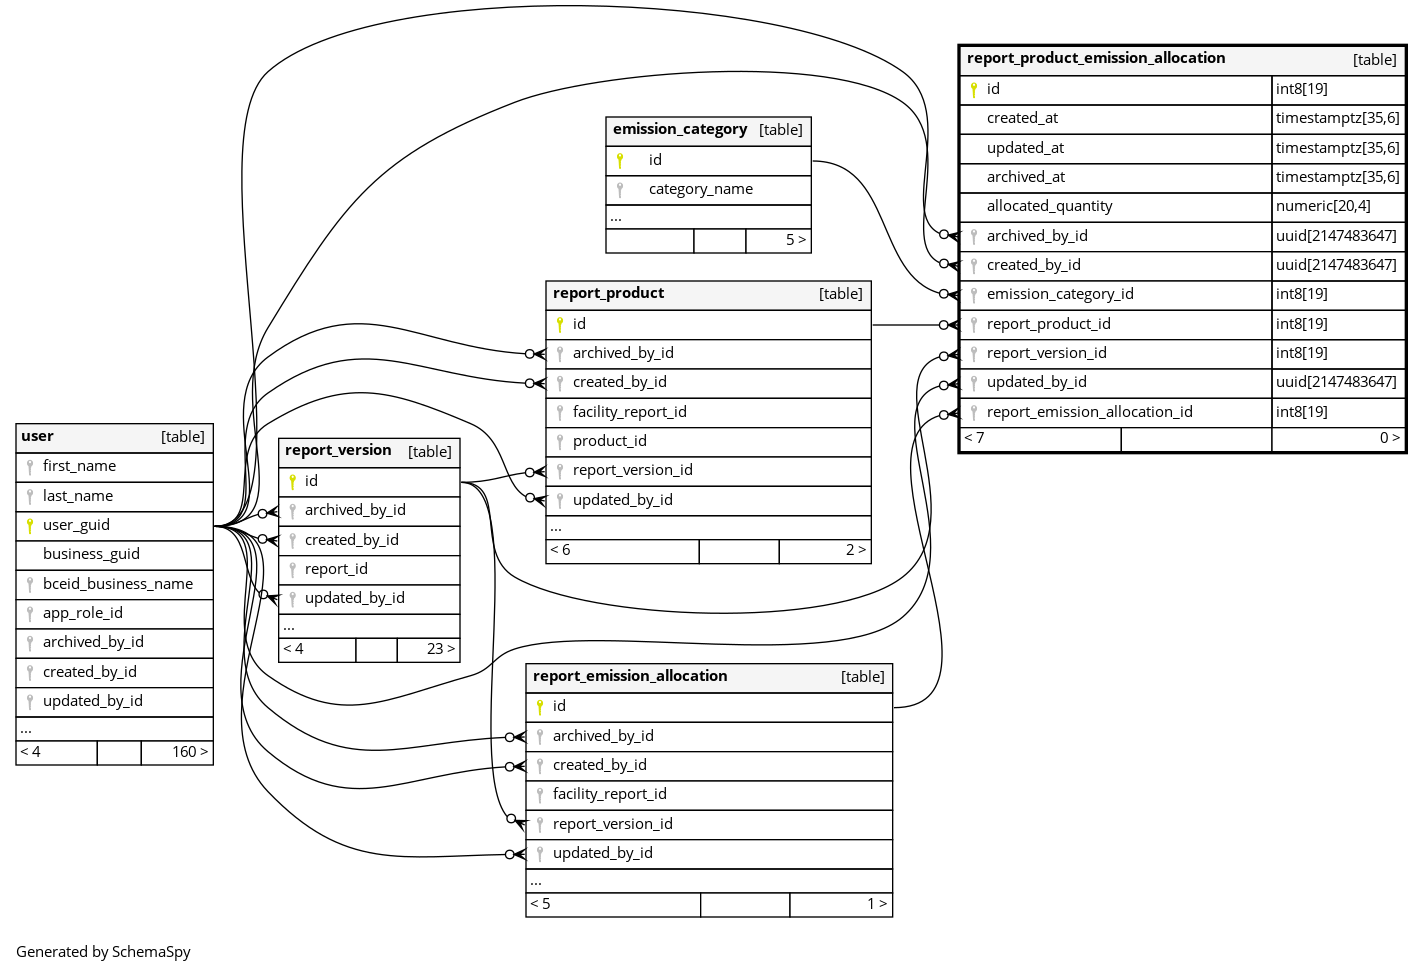 report_product_emission_allocation [table]
id int8[19]
created_at timestamptz[35,6]
updated_at timestamptz[35,6]
archived_at timestamptz[35,6]
allocated_quantity numeric[20,4]
archived_by_id uuid[2147483647]
created_by_id uuid[2147483647]
emission_category_id int8[19]
report_product_id int8[19]
report_version_id int8[19]
updated_by_id uuid[2147483647]
report_emission_allocation_id int8[19]
< 7 0 >
emission_category [table]
id
category_name
...
5 >
report_product [table]
id
archived_by_id
created_by_id
facility_report_id
product_id
report_version_id
updated_by_id
...
< 6 2 >
user [table]
first_name
last_name
user_guid
business_guid
bceid_business_name
app_role_id
archived_by_id
created_by_id
updated_by_id
...
< 4 160 >
report_version [table]
id
archived_by_id
created_by_id
report_id
updated_by_id
...
< 4 23 >
report_emission_allocation [table]
id
archived_by_id
created_by_id
facility_report_id
report_version_id
updated_by_id
...
< 5 1 >
Generated by SchemaSpy